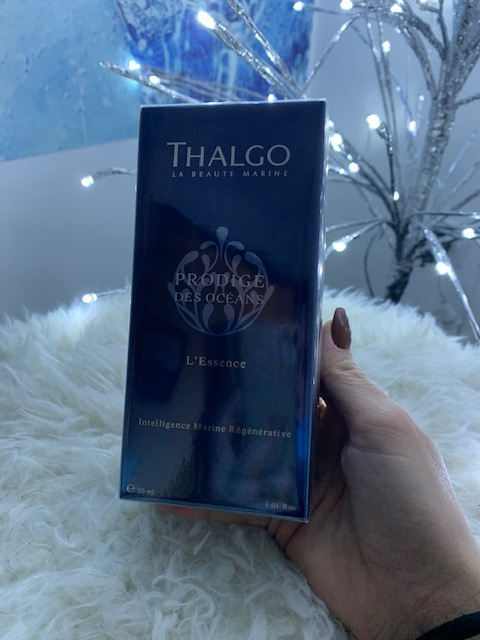 THALGO
LA BEAUTE MARINE
PRODIGE
DES OCÉANS
L'Essence
Intelligence Marine Régénérative
℮ 30 ml
1.01 fl oz